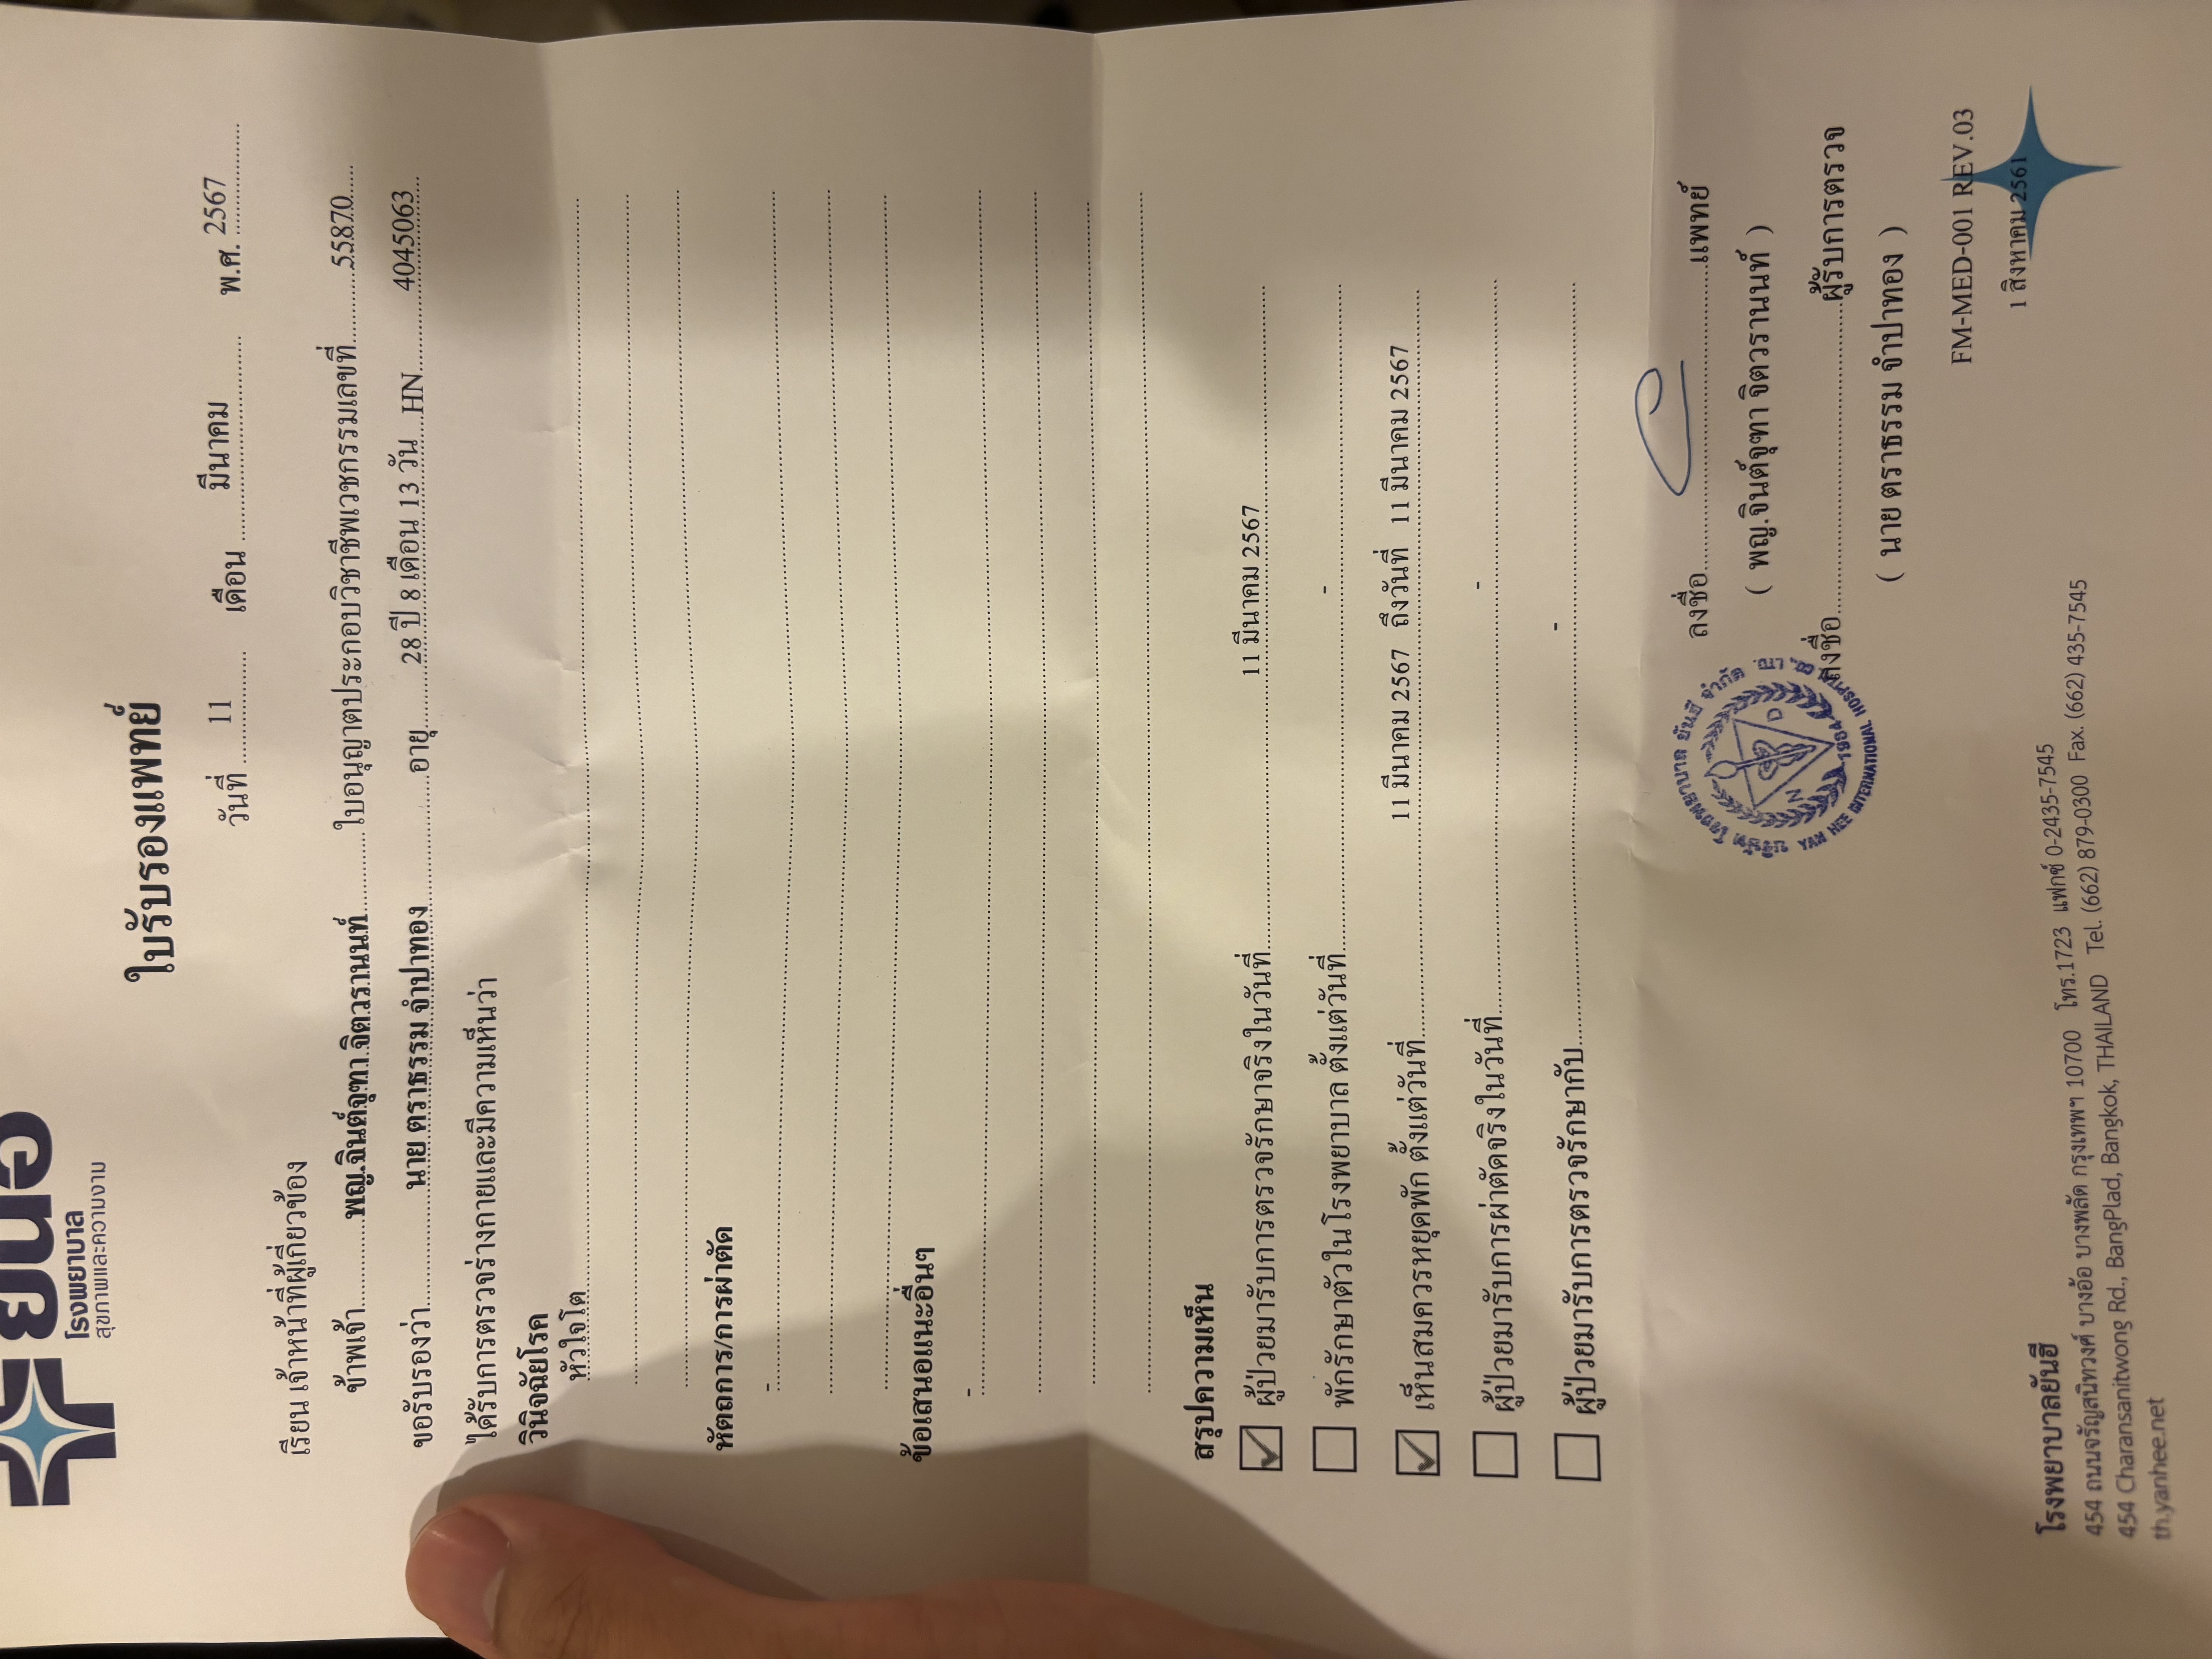 ยันฮี
โรงพยาบาล
สุขภาพและความงาม
ใบรับรองแพทย์
วันที่ ........ 11 ........ เดือน ........ มีนาคม ........ พ.ศ. ........ 2567 ........
เรียน เจ้าหน้าที่ผู้เกี่ยวข้อง
ข้าพเจ้า........ พญ.จินต์จุฑา จิตวรานนท์ ........ใบอนุญาตประกอบวิชาชีพเวชกรรมเลขที่........ 55870 ........
ขอรับรองว่า........ นาย ตราธรรม จำปาทอง ........อายุ........ 28 ปี 8 เดือน 13 วัน HN........ 4045063 ........
ได้รับการตรวจร่างกายและมีความเห็นว่า
วินิจฉัยโรค
หัวใจโต
หัตถการ/การผ่าตัด
-
ข้อเสนอแนะอื่นๆ
-
สรุปความเห็น
ผู้ป่วยมารับการตรวจรักษาจริงในวันที่........ 11 มีนาคม 2567
พักรักษาตัวในโรงพยาบาล ตั้งแต่วันที่........ -
เห็นสมควรหยุดพัก ตั้งแต่วันที่........ 11 มีนาคม 2567 ถึงวันที่ 11 มีนาคม 2567
ผู้ป่วยมารับการผ่าตัดจริงในวันที่........ -
ผู้ป่วยมารับการตรวจรักษากับ........ -
ลงชื่อ........แพทย์
( พญ.จินต์จุฑา จิตวรานนท์ )
บริษัท โรงพยาบาล ยันฮี จำกัด
YAN HEE INTERNATIONAL HOSPITAL CO.,
N D
1984
ลงชื่อ........ผู้รับการตรวจ
( นาย ตราธรรม จำปาทอง )
FM-MED-001 REV.03
1 สิงหาคม 2561
โรงพยาบาลยันฮี
454 ถนนจรัญสนิทวงศ์ บางอ้อ บางพลัด กรุงเทพฯ 10700 โทร.1723 แฟกซ์ 0-2435-7545
454 Charansanitwong Rd., BangPlad, Bangkok, THAILAND Tel. (662) 879-0300 Fax. (662) 435-7545
th.yanhee.net